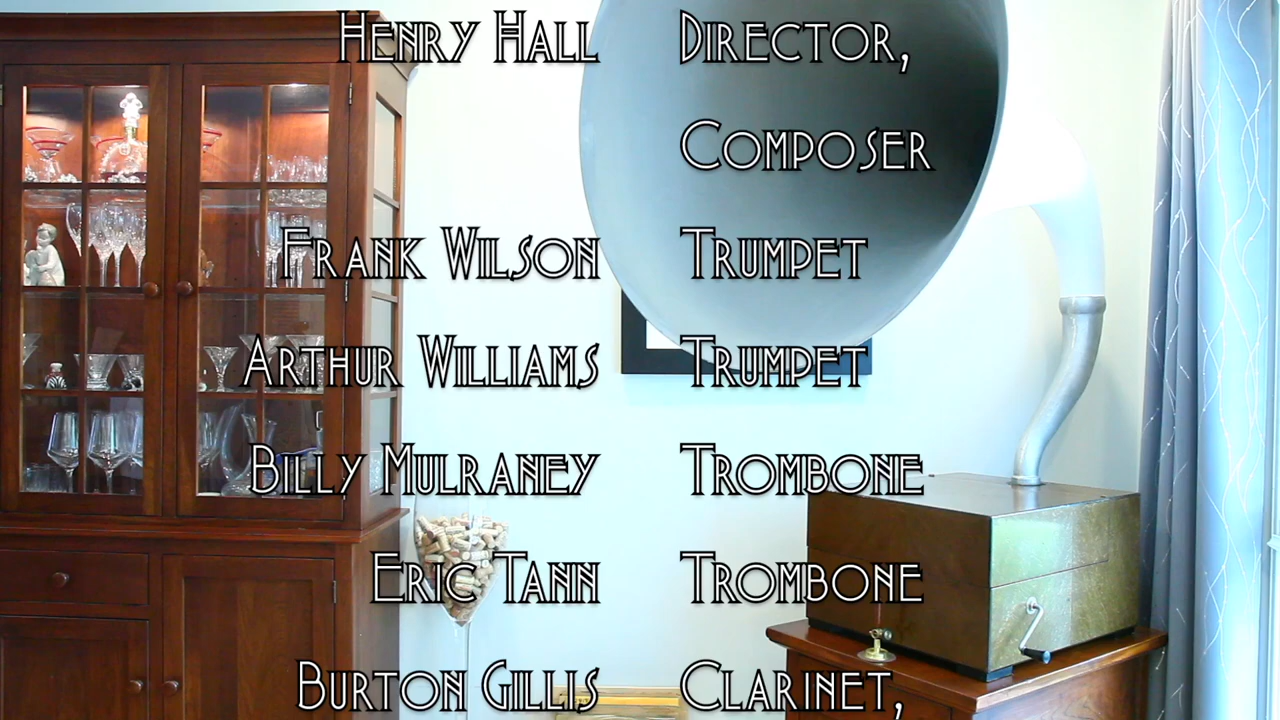 Henry Hall Director,
Composer
Frank Wilson Trumpet
Arthur Williams Trumpet
Billy Mulraney Trombone
Eric Tann Trombone
Burton Gillis Clarinet,